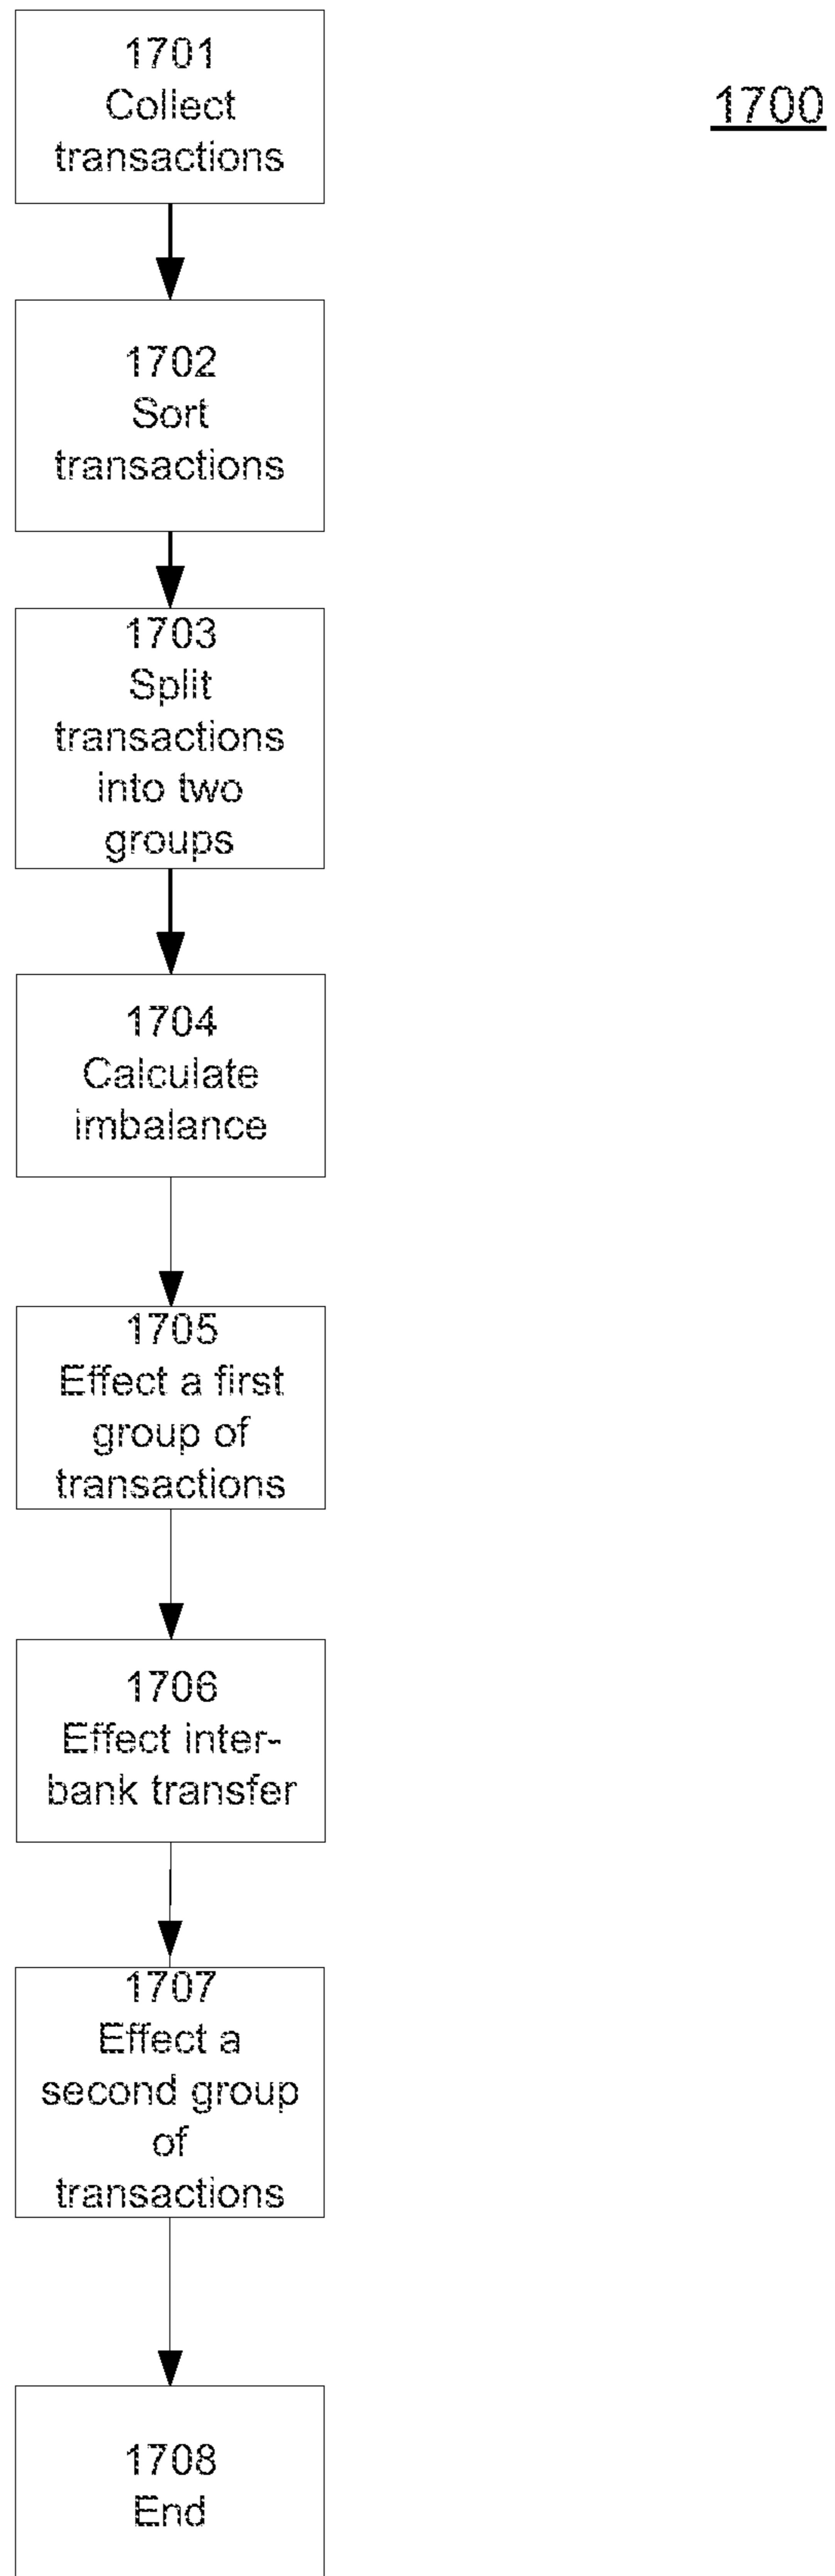 1701
Collect
transactions
1700
1702
Sort
transactions
1703
Split
transactions
into two
groups
1704
Calculate
imbalance
1705
Effect a first
group of
transactions
1706
Effect inter-
bank transfer
1707
Effect a
second group
of
transactions
1708
End